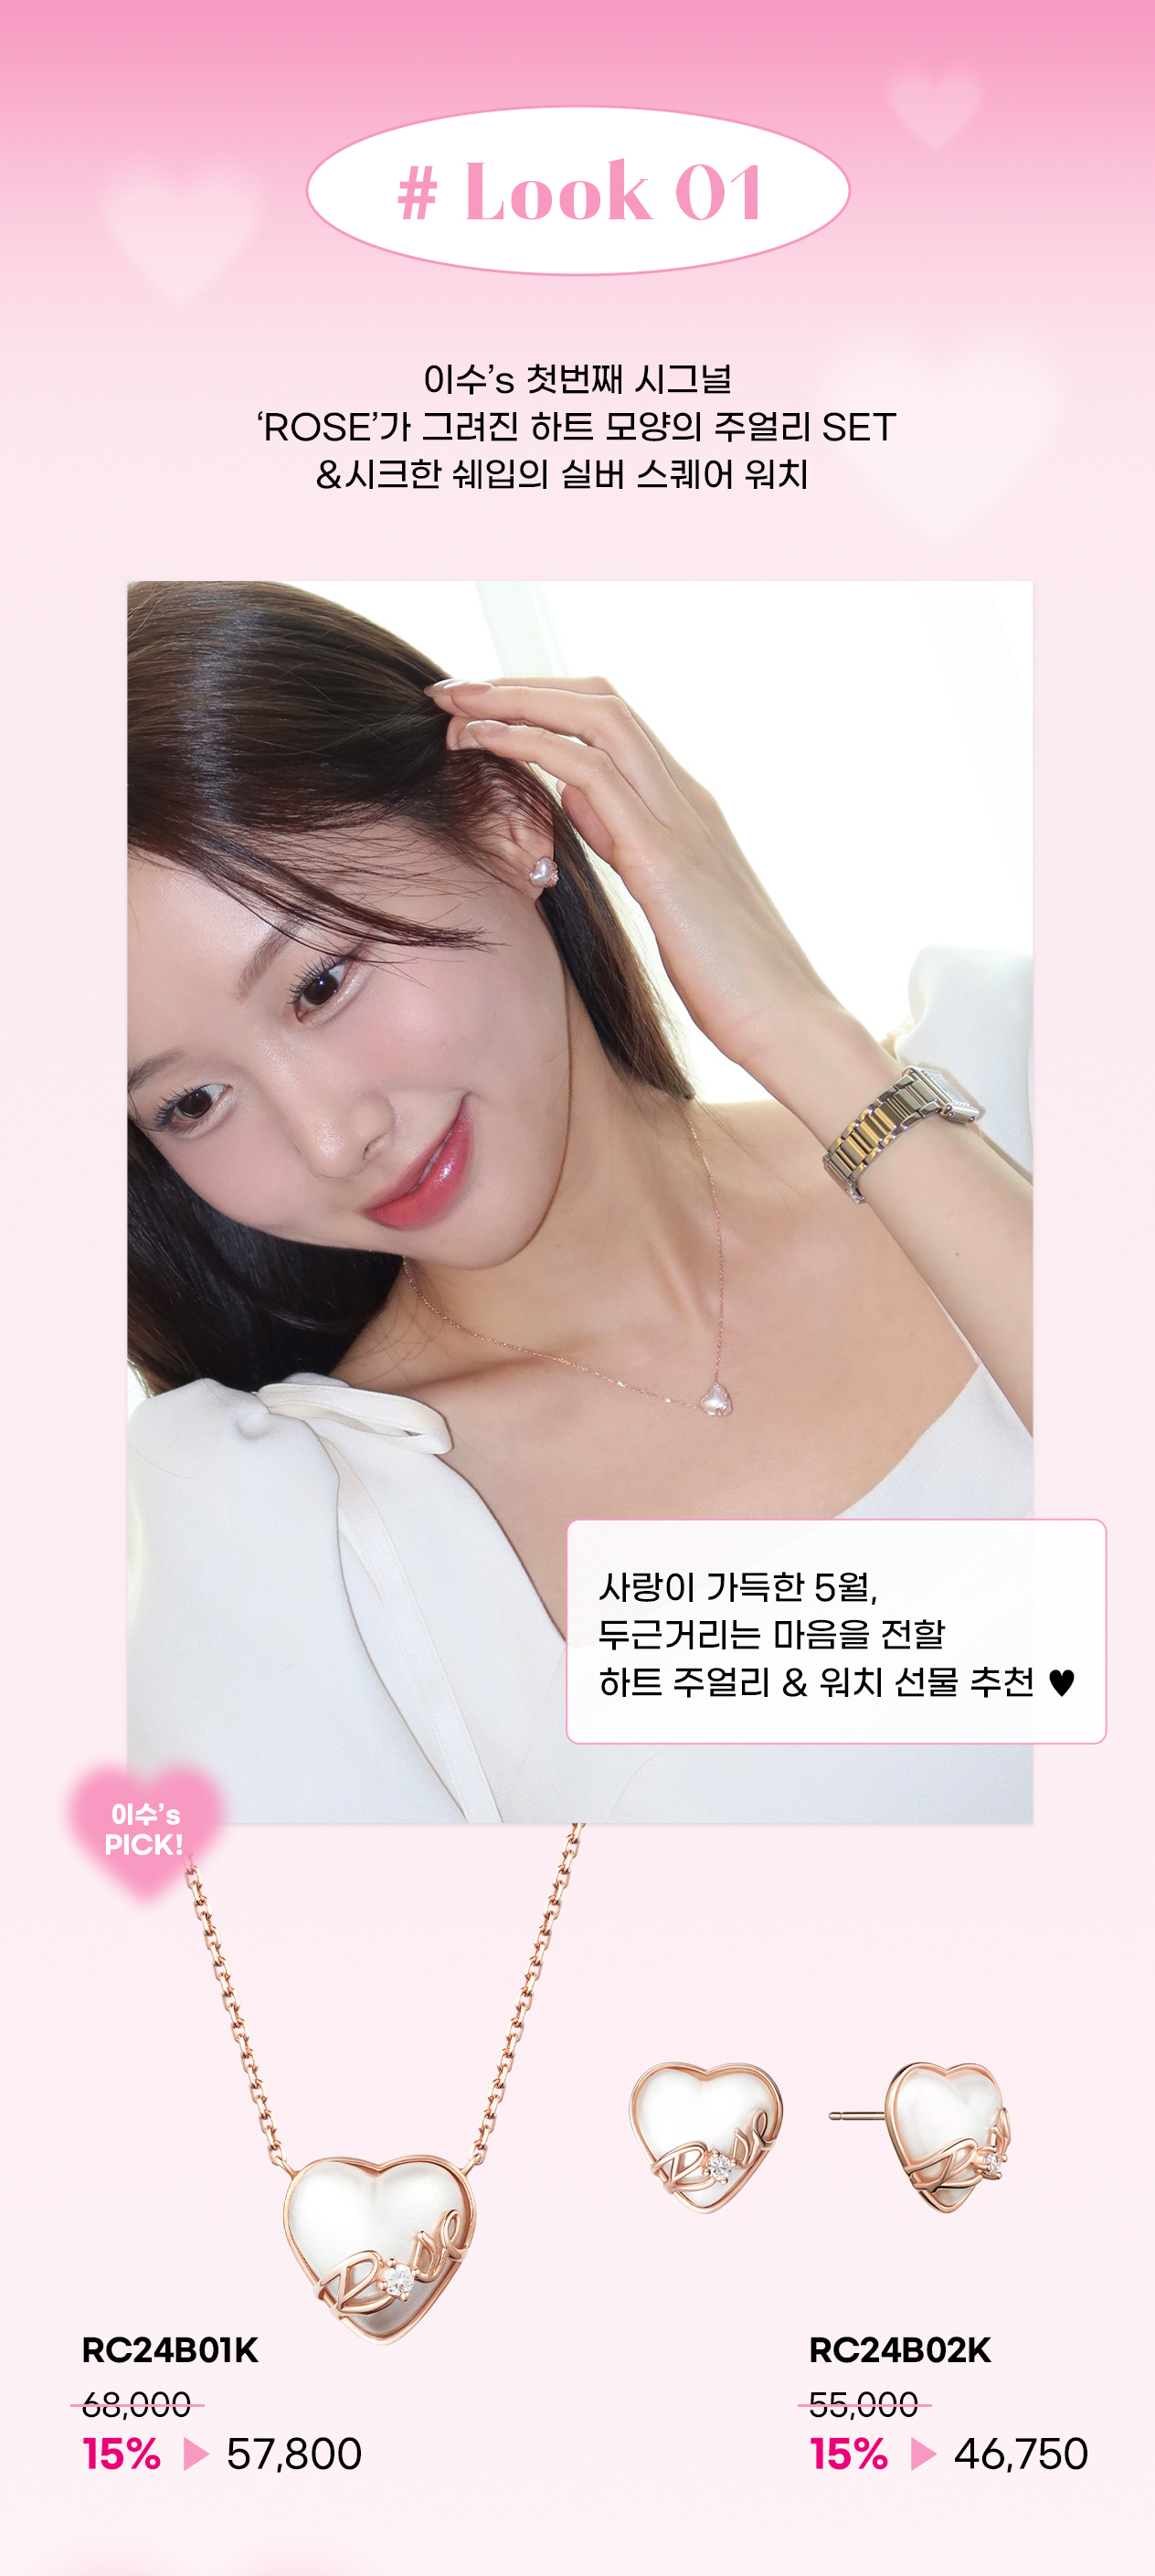 # Look 01
이수’s 첫번째 시그널
‘ROSE’가 그려진 하트 모양의 주얼리 SET
&시크한 쉐입의 실버 스퀘어 워치
사랑이 가득한 5월,
두근거리는 마음을 전할
하트 주얼리 & 워치 선물 추천 ♥
이수’s
PICK!
Rose
Rose
Rose
RC24B01K
68,000
15% ▶ 57,800
RC24B02K
55,000
15% ▶ 46,750